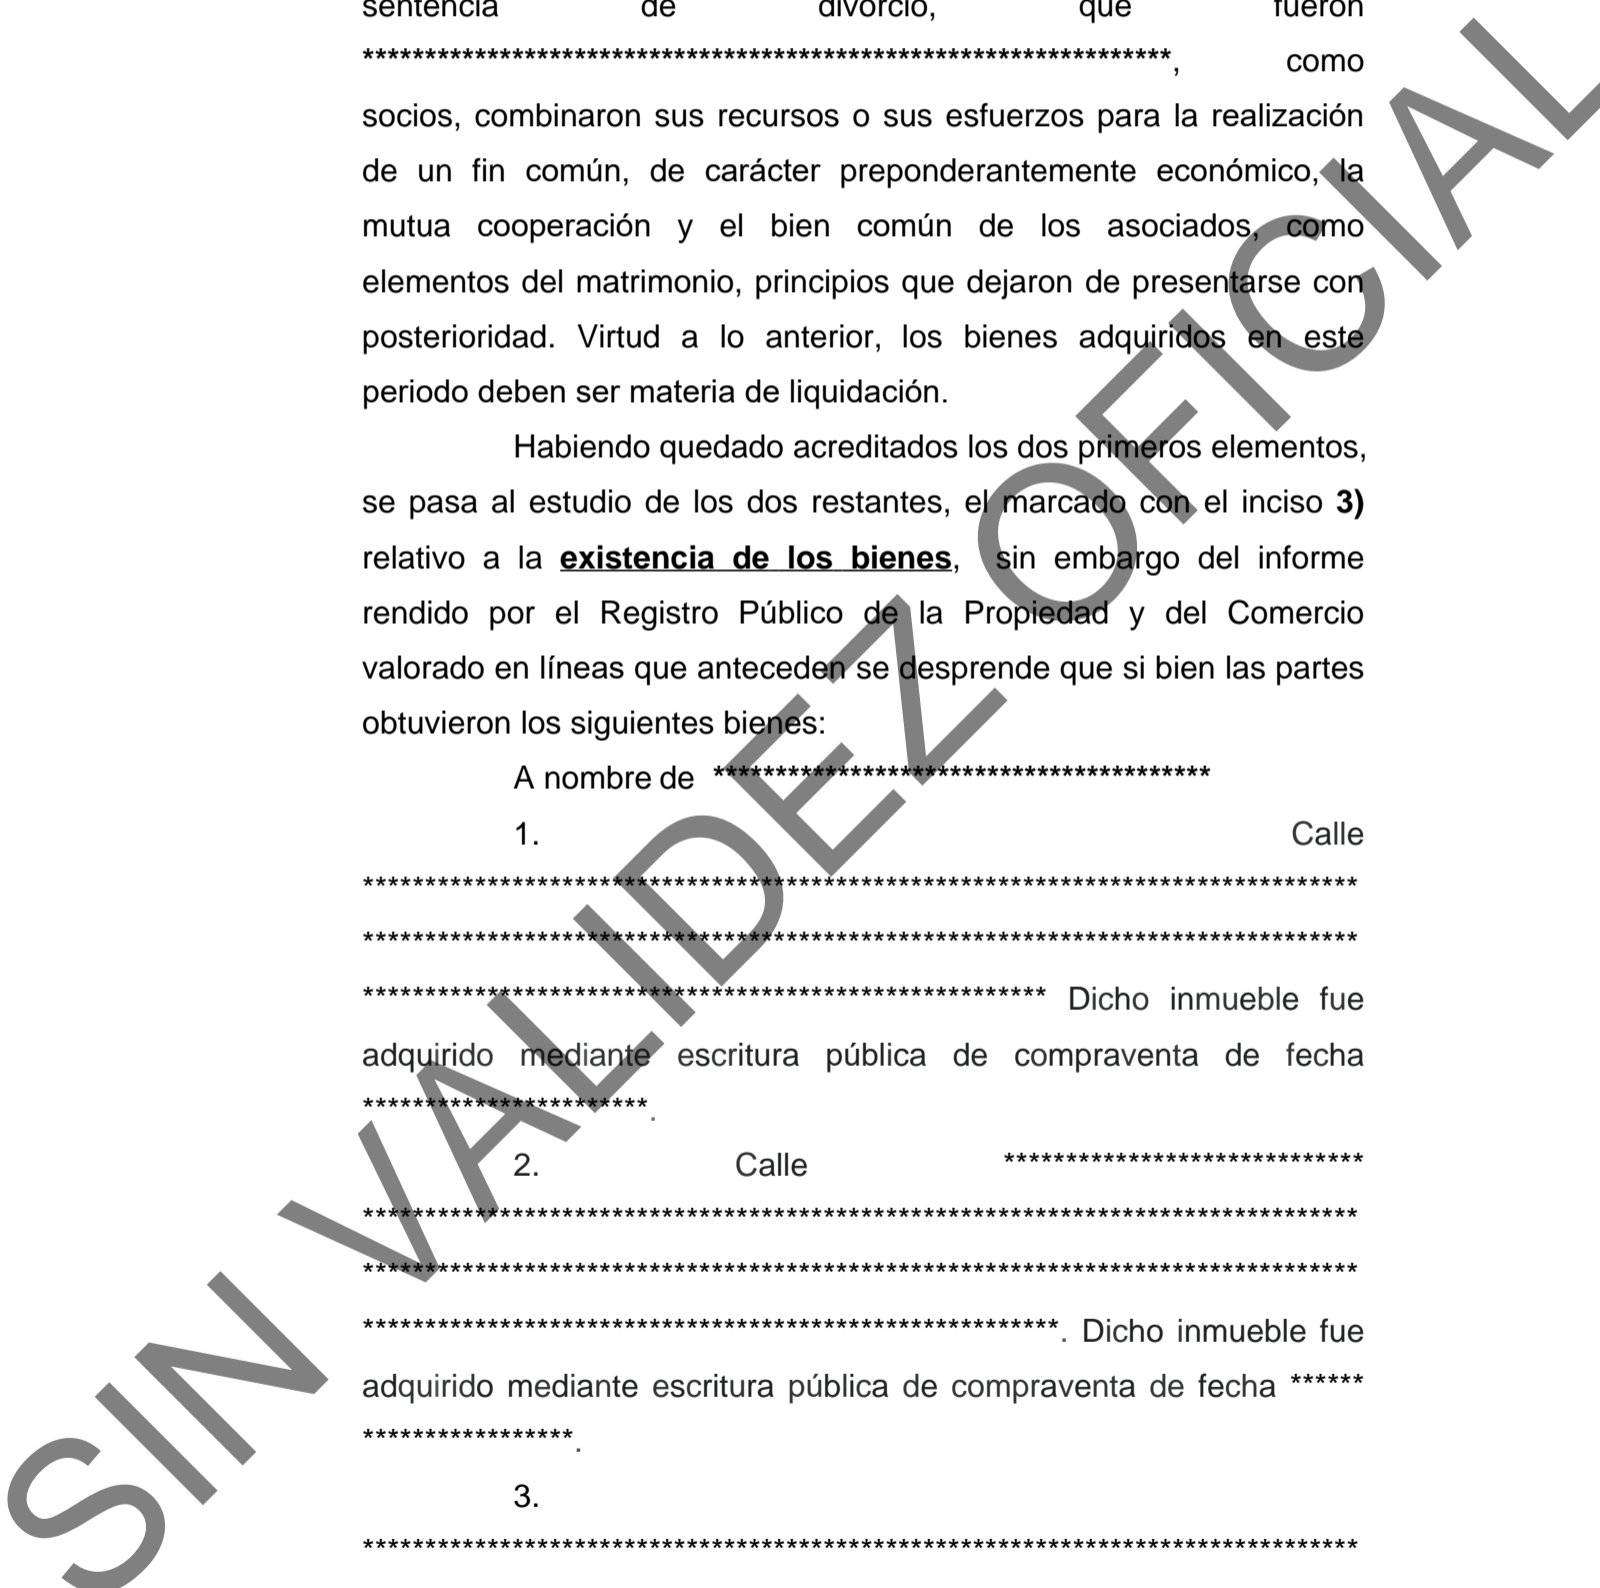 sentencia de divorcio, que fueron
*****************************************************************, como
socios, combinaron sus recursos o sus esfuerzos para la realización
de un fin común, de carácter preponderantemente económico, la
mutua cooperación y el bien común de los asociados, como
elementos del matrimonio, principios que dejaron de presentarse con
posterioridad. Virtud a lo anterior, los bienes adquiridos en este
periodo deben ser materia de liquidación.
Habiendo quedado acreditados los dos primeros elementos,
se pasa al estudio de los dos restantes, el marcado con el inciso 3)
relativo a la existencia de los bienes, sin embargo del informe
rendido por el Registro Público de la Propiedad y del Comercio
valorado en líneas que anteceden se desprende que si bien las partes
obtuvieron los siguientes bienes:
A nombre de ****************************************
1. Calle
********************************************************************************
********************************************************************************
******************************************************* Dicho inmueble fue
adquirido mediante escritura pública de compraventa de fecha
***********************.
2. Calle *****************************
********************************************************************************
********************************************************************************
********************************************************. Dicho inmueble fue
adquirido mediante escritura pública de compraventa de fecha ******
*****************.
3.
********************************************************************************
SIN VALIDEZ OFICIAL